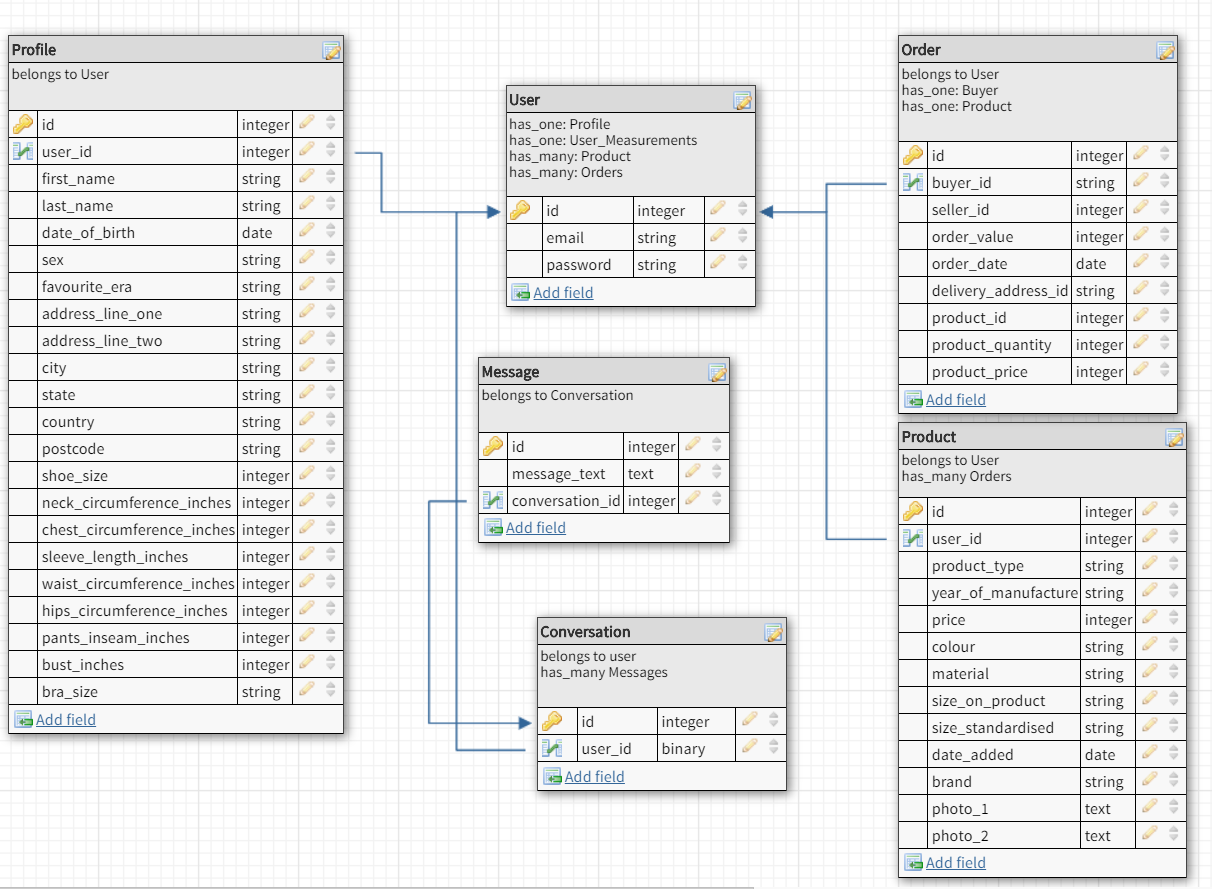 Profile
belongs to User
id integer
user_id integer
first_name string
last_name string
date_of_birth date
sex string
favourite_era string
address_line_one string
address_line_two string
city string
state string
country string
postcode string
shoe_size integer
neck_circumference_inches integer
chest_circumference_inches integer
sleeve_length_inches integer
waist_circumference_inches integer
hips_circumference_inches integer
pants_inseam_inches integer
bust_inches integer
bra_size string
Add field
User
has_one: Profile
has_one: User_Measurements
has_many: Product
has_many: Orders
id integer
email string
password string
Add field
Message
belongs to Conversation
id integer
message_text text
conversation_id integer
Add field
Conversation
belongs to user
has_many Messages
id integer
user_id binary
Add field
Order
belongs to User
has_one: Buyer
has_one: Product
id integer
buyer_id string
seller_id integer
order_value integer
order_date date
delivery_address_id string
product_id integer
product_quantity integer
product_price integer
Add field
Product
belongs to User
has_many Orders
id integer
user_id integer
product_type string
year_of_manufacture string
price integer
colour string
material string
size_on_product string
size_standardised string
date_added date
brand string
photo_1 text
photo_2 text
Add field